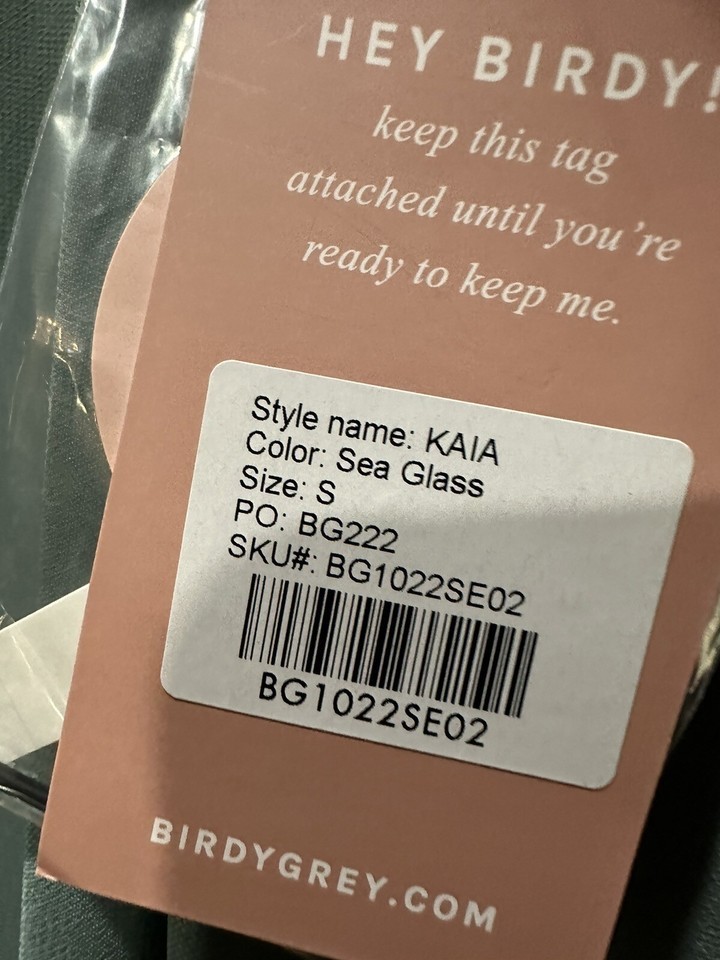 HEY BIRDY!
keep this tag
attached until you're
ready to keep me.
Style name: KAIA
Color: Sea Glass
Size: S
PO: BG222
SKU#: BG1022SE02
BG1022SE02
BIRDYGREY.COM